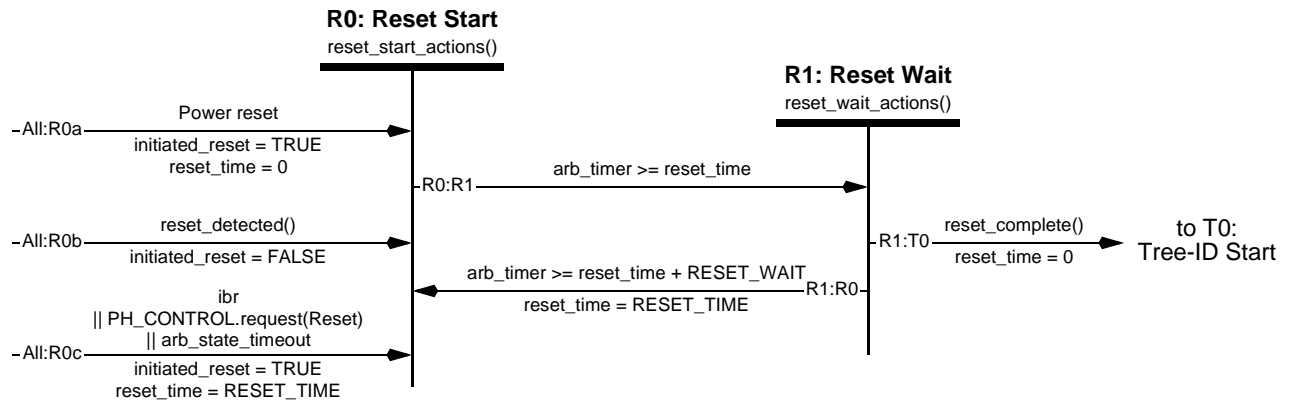 R0: Reset Start
reset_start_actions()
R1: Reset Wait
reset_wait_actions()
All:R0a
Power reset
initiated_reset = TRUE
reset_time = 0
R0:R1
arb_timer >= reset_time
All:R0b
reset_detected()
initiated_reset = FALSE
R1:T0
reset_complete()
reset_time = 0
to T0:
Tree-ID Start
arb_timer >= reset_time + RESET_WAIT
R1:R0
reset_time = RESET_TIME
ibr
|| PH_CONTROL.request(Reset)
|| arb_state_timeout
All:R0c
initiated_reset = TRUE
reset_time = RESET_TIME